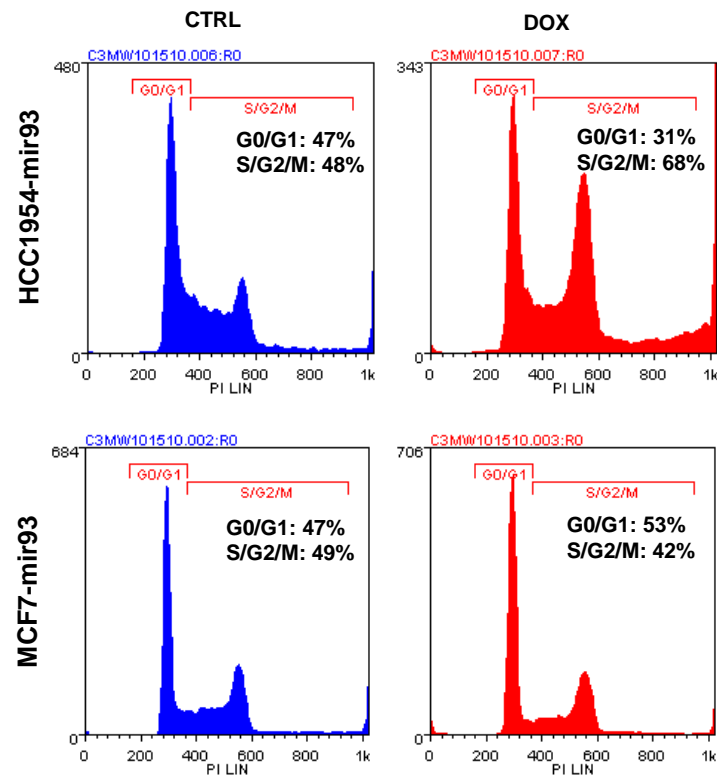 CTRL
DOX
HCC1954-mir93
C3MW101510.006:R0
480
G0/G1
S/G2/M
G0/G1: 47%
S/G2/M: 48%
0
0 200 400 600 800 1k
PI LIN
C3MW101510.007:R0
343
G0/G1
S/G2/M
G0/G1: 31%
S/G2/M: 68%
0
0 200 400 600 800 1k
PI LIN
MCF7-mir93
C3MW101510.002:R0
684
G0/G1
S/G2/M
G0/G1: 47%
S/G2/M: 49%
0
0 200 400 600 800 1k
PI LIN
C3MW101510.003:R0
706
G0/G1
S/G2/M
G0/G1: 53%
S/G2/M: 42%
0
0 200 400 600 800 1k
PI LIN